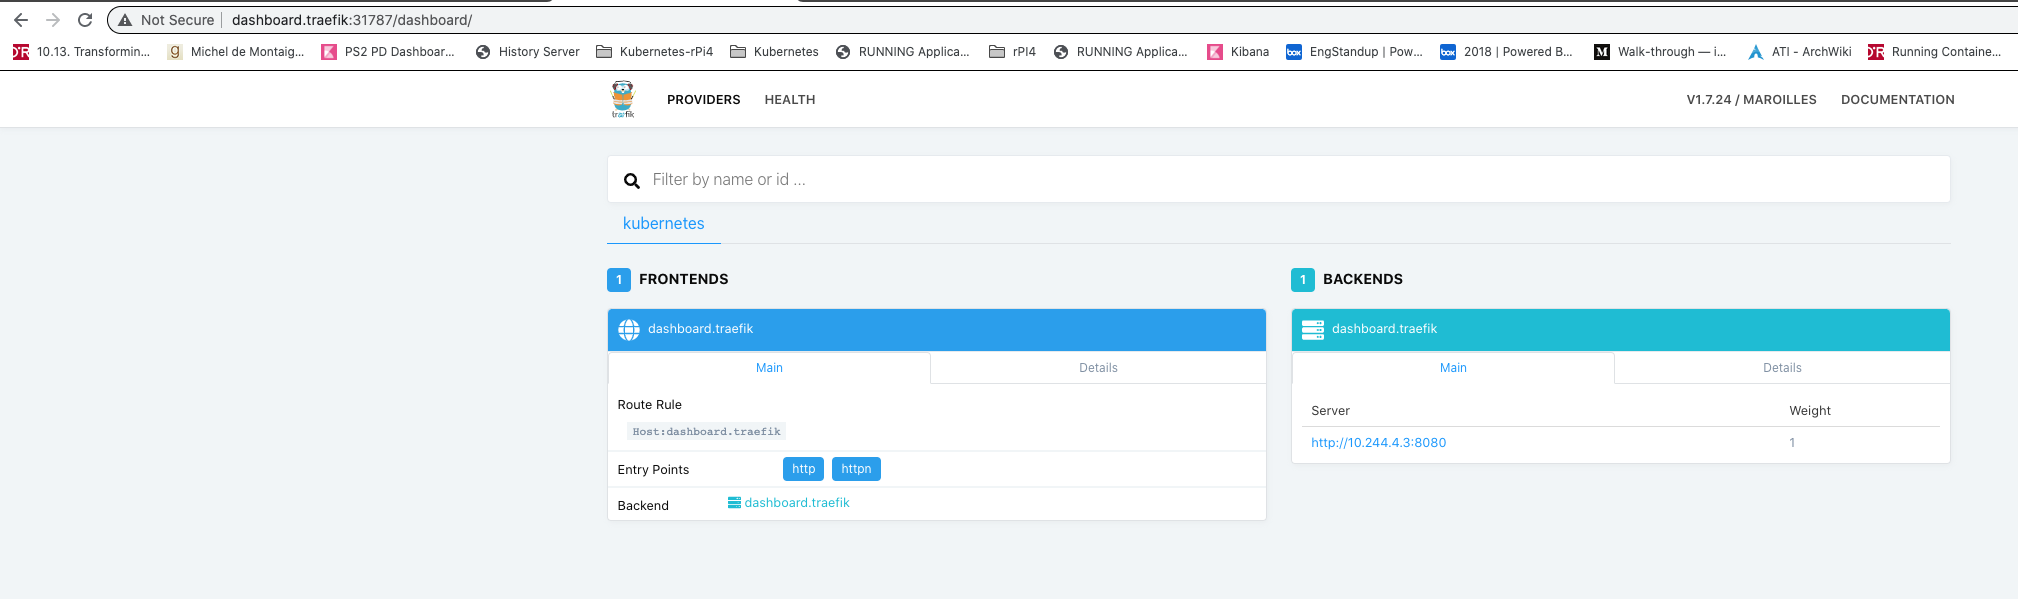 Not Secure dashboard.traefik:31787/dashboard/
10.13. Transformin... Michel de Montaig... PS2 PD Dashboar... History Server Kubernetes-rPi4 Kubernetes RUNNING Applica... rPI4 RUNNING Applica... Kibana EngStandup | Pow... 2018 | Powered B... Walk-through — i... ATI - ArchWiki Running Containe...
træfik PROVIDERS HEALTH V1.7.24 / MAROILLES DOCUMENTATION
Filter by name or id ...
kubernetes
1 FRONTENDS
dashboard.traefik
Main Details
Route Rule
Host:dashboard.traefik
Entry Points http httpn
Backend dashboard.traefik
1 BACKENDS
dashboard.traefik
Main Details
Server Weight
http://10.244.4.3:8080 1